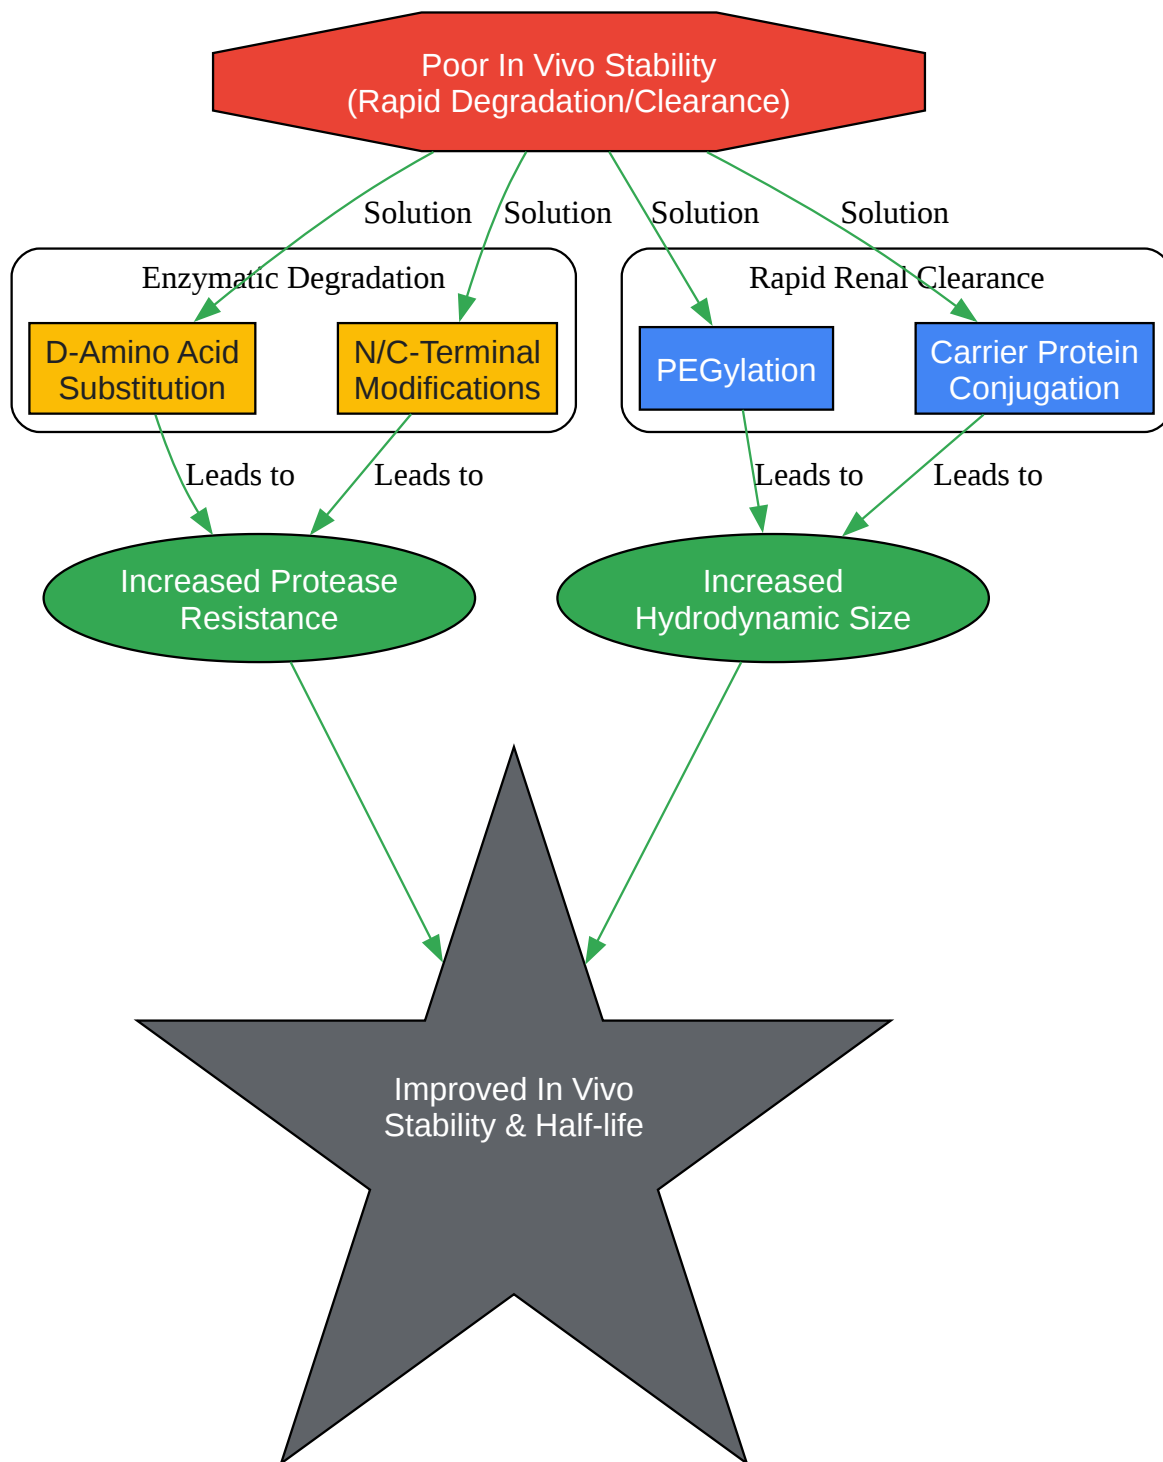 Poor In Vivo Stability
(Rapid Degradation/Clearance)
Solution
Solution
Solution
Solution
Enzymatic Degradation
Rapid Renal Clearance
D-Amino Acid
Substitution
N/C-Terminal
Modifications
PEGylation
Carrier Protein
Conjugation
Leads to
Leads to
Leads to
Leads to
Increased Protease
Resistance
Increased
Hydrodynamic Size
Improved In Vivo
Stability & Half-life